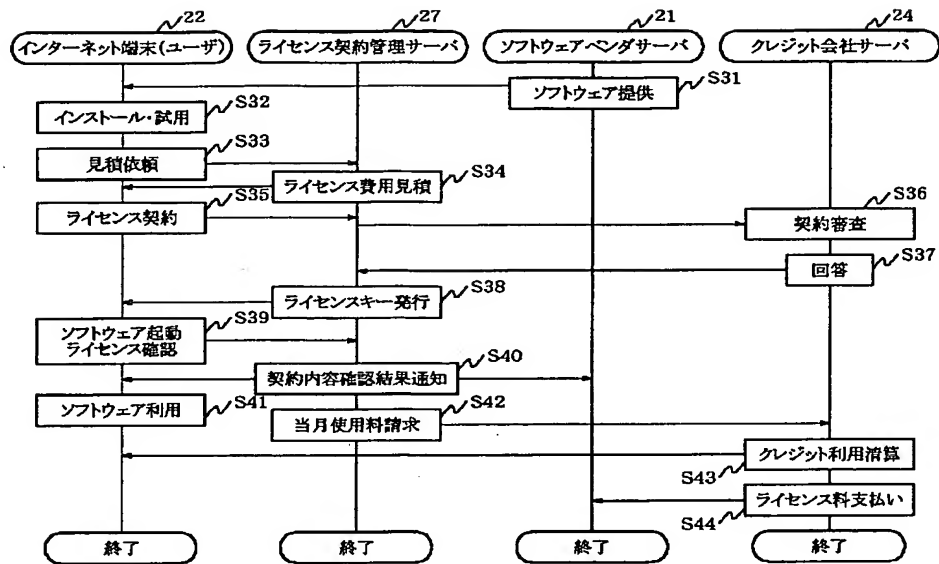 22
27
21
24
インターネット端末(ユーザ)
ライセンス契約管理サーバ
ソフトウェアベンダサーバ
クレジット会社サーバ
ソフトウェア提供
S31
インストール・試用
S32
見積依頼
S33
ライセンス費用見積
S34
ライセンス契約
S35
契約審査
S36
回答
S37
ライセンスキー発行
S38
ソフトウェア起動
ライセンス確認
S39
契約内容確認結果通知
S40
ソフトウェア利用
S41
当月使用料請求
S42
クレジット利用清算
S43
ライセンス料支払い
S44
終了
終了
終了
終了